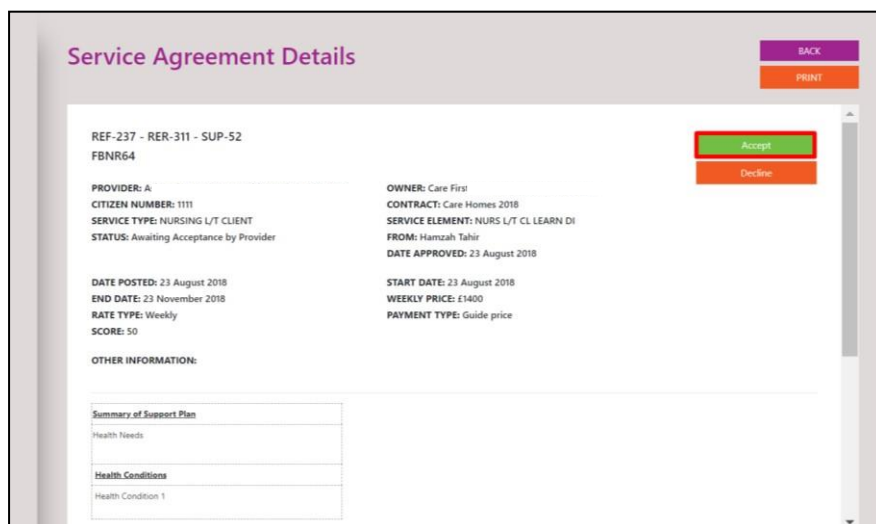 Service Agreement Details
BACK
PRINT
REF-237 - RER-311 - SUP-52
FBNR64
Accept
Decline
PROVIDER: A
OWNER: Care First
CITIZEN NUMBER: 1111
CONTRACT: Care Homes 2018
SERVICE TYPE: NURSING L/T CLIENT
SERVICE ELEMENT: NURS L/T CL LEARN DI
STATUS: Awaiting Acceptance by Provider
FROM: Hamzah Tahir
DATE APPROVED: 23 August 2018
DATE POSTED: 23 August 2018
START DATE: 23 August 2018
END DATE: 23 November 2018
WEEKLY PRICE: £1400
RATE TYPE: Weekly
PAYMENT TYPE: Guide price
SCORE: 50
OTHER INFORMATION:
Summary of Support Plan
Health Needs
Health Conditions
Health Condition 1